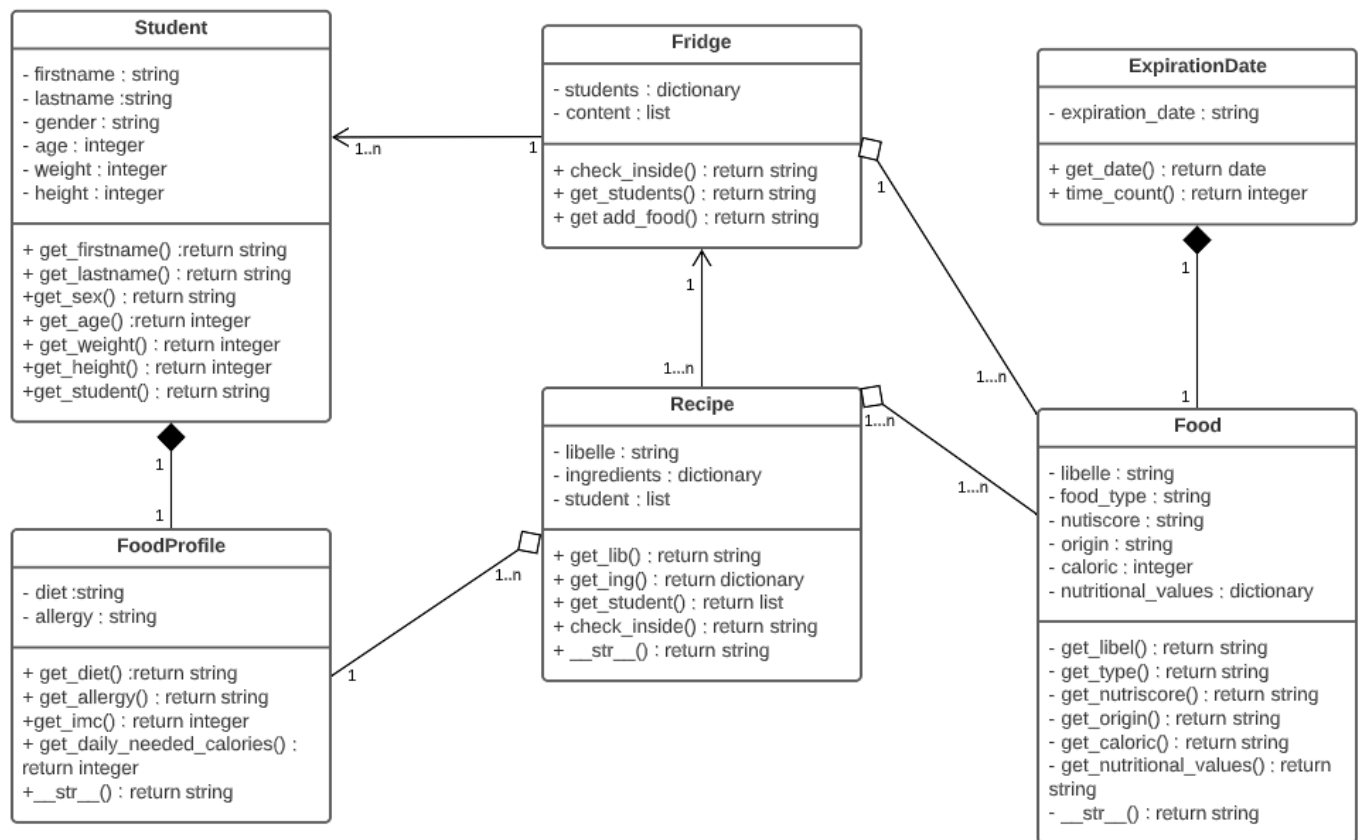 Student
- firstname : string
- lastname :string
- gender : string
- age : integer
- weight : integer
- height : integer
+ get_firstname() :return string
+ get_lastname() : return string
+get_sex() : return string
+ get_age() :return integer
+ get_weight() : return integer
+get_height() : return integer
+get_student() : return string
1..n
1
Fridge
- students : dictionary
- content : list
+ check_inside() : return string
+ get_students() : return string
+ get add_food() : return string
1
1...n
ExpirationDate
- expiration_date : string
+ get_date() : return date
+ time_count() : return integer
1
1
1
1...n
1
1
FoodProfile
- diet :string
- allergy : string
+ get_diet() :return string
+ get_allergy() : return string
+get_imc() : return integer
+ get_daily_needed_calories() :
return integer
+__str__() : return string
1..n
1
Recipe
- libelle : string
- ingredients : dictionary
- student : list
+ get_lib() : return string
+ get_ing() : return dictionary
+ get_student() : return list
+ check_inside() : return string
+ __str__() : return string
1...n
1...n
Food
- libelle : string
- food_type : string
- nutiscore : string
- origin : string
- caloric : integer
- nutritional_values : dictionary
- get_libel() : return string
- get_type() : return string
- get_nutriscore() : return string
- get_origin() : return string
- get_caloric() : return string
- get_nutritional_values() : return
string
- __str__() : return string